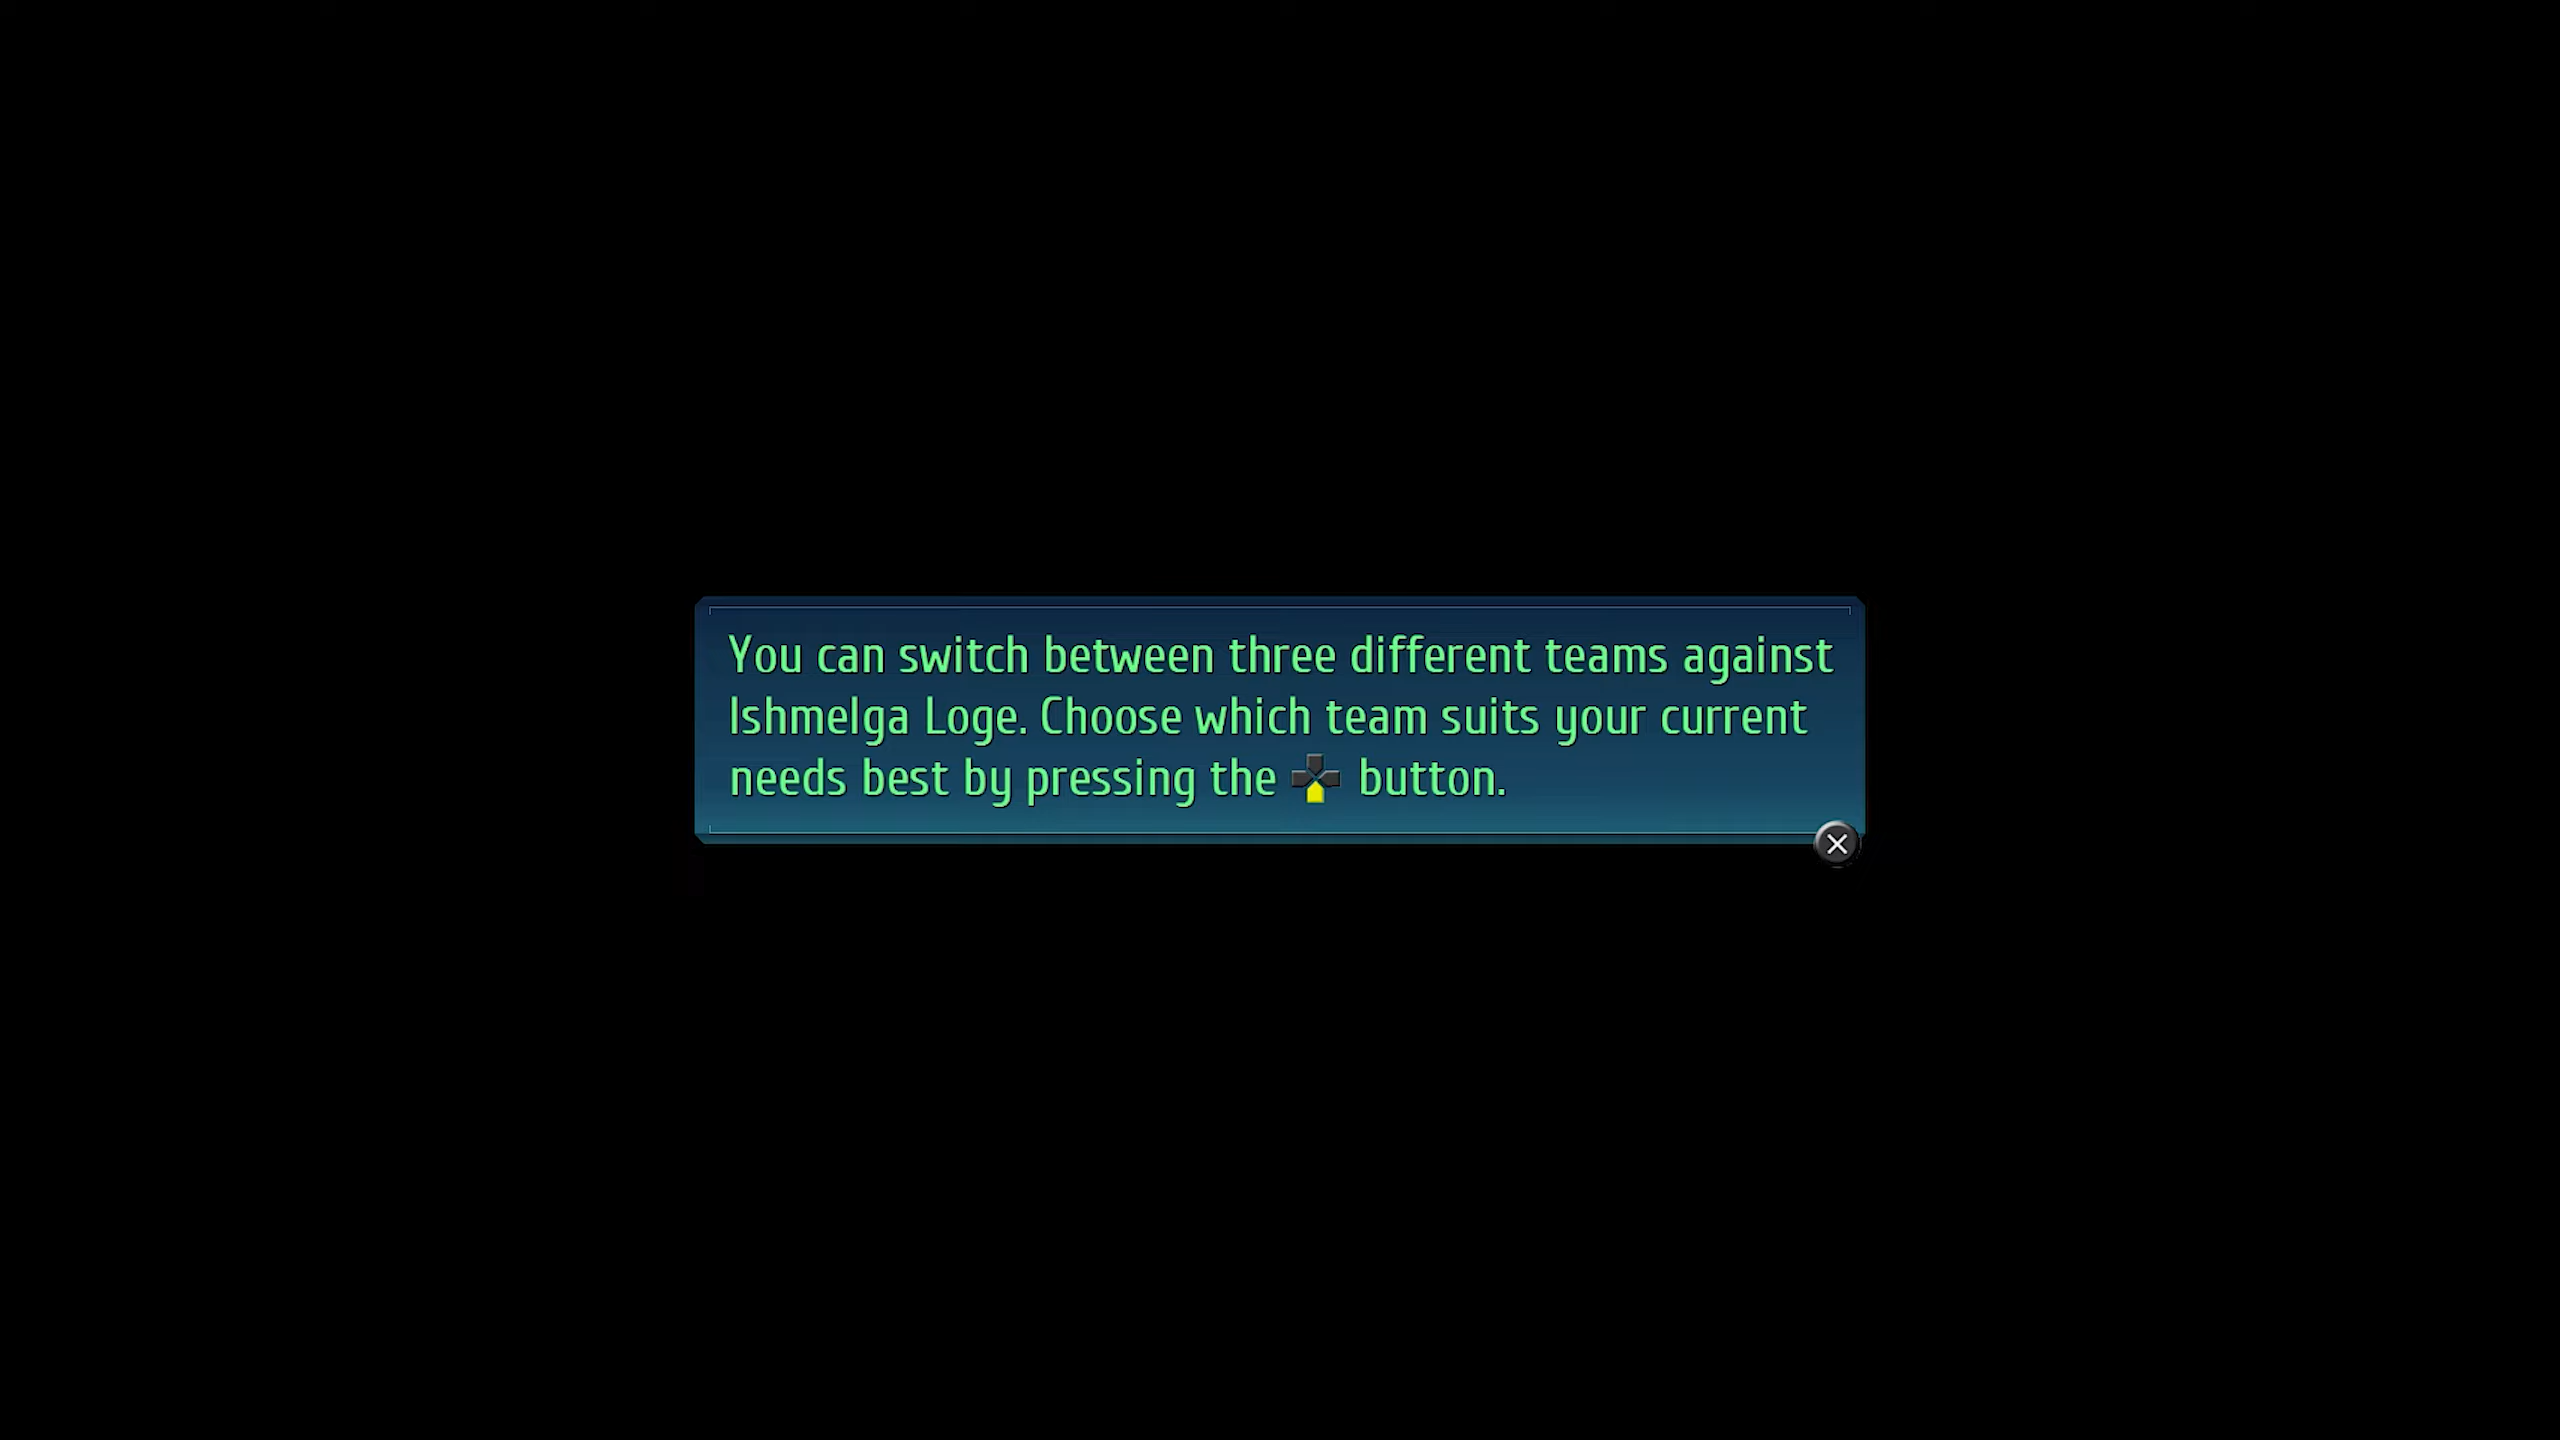 You can switch between three different teams against
Ishmelga Loge. Choose which team suits your current
needs best by pressing the button.